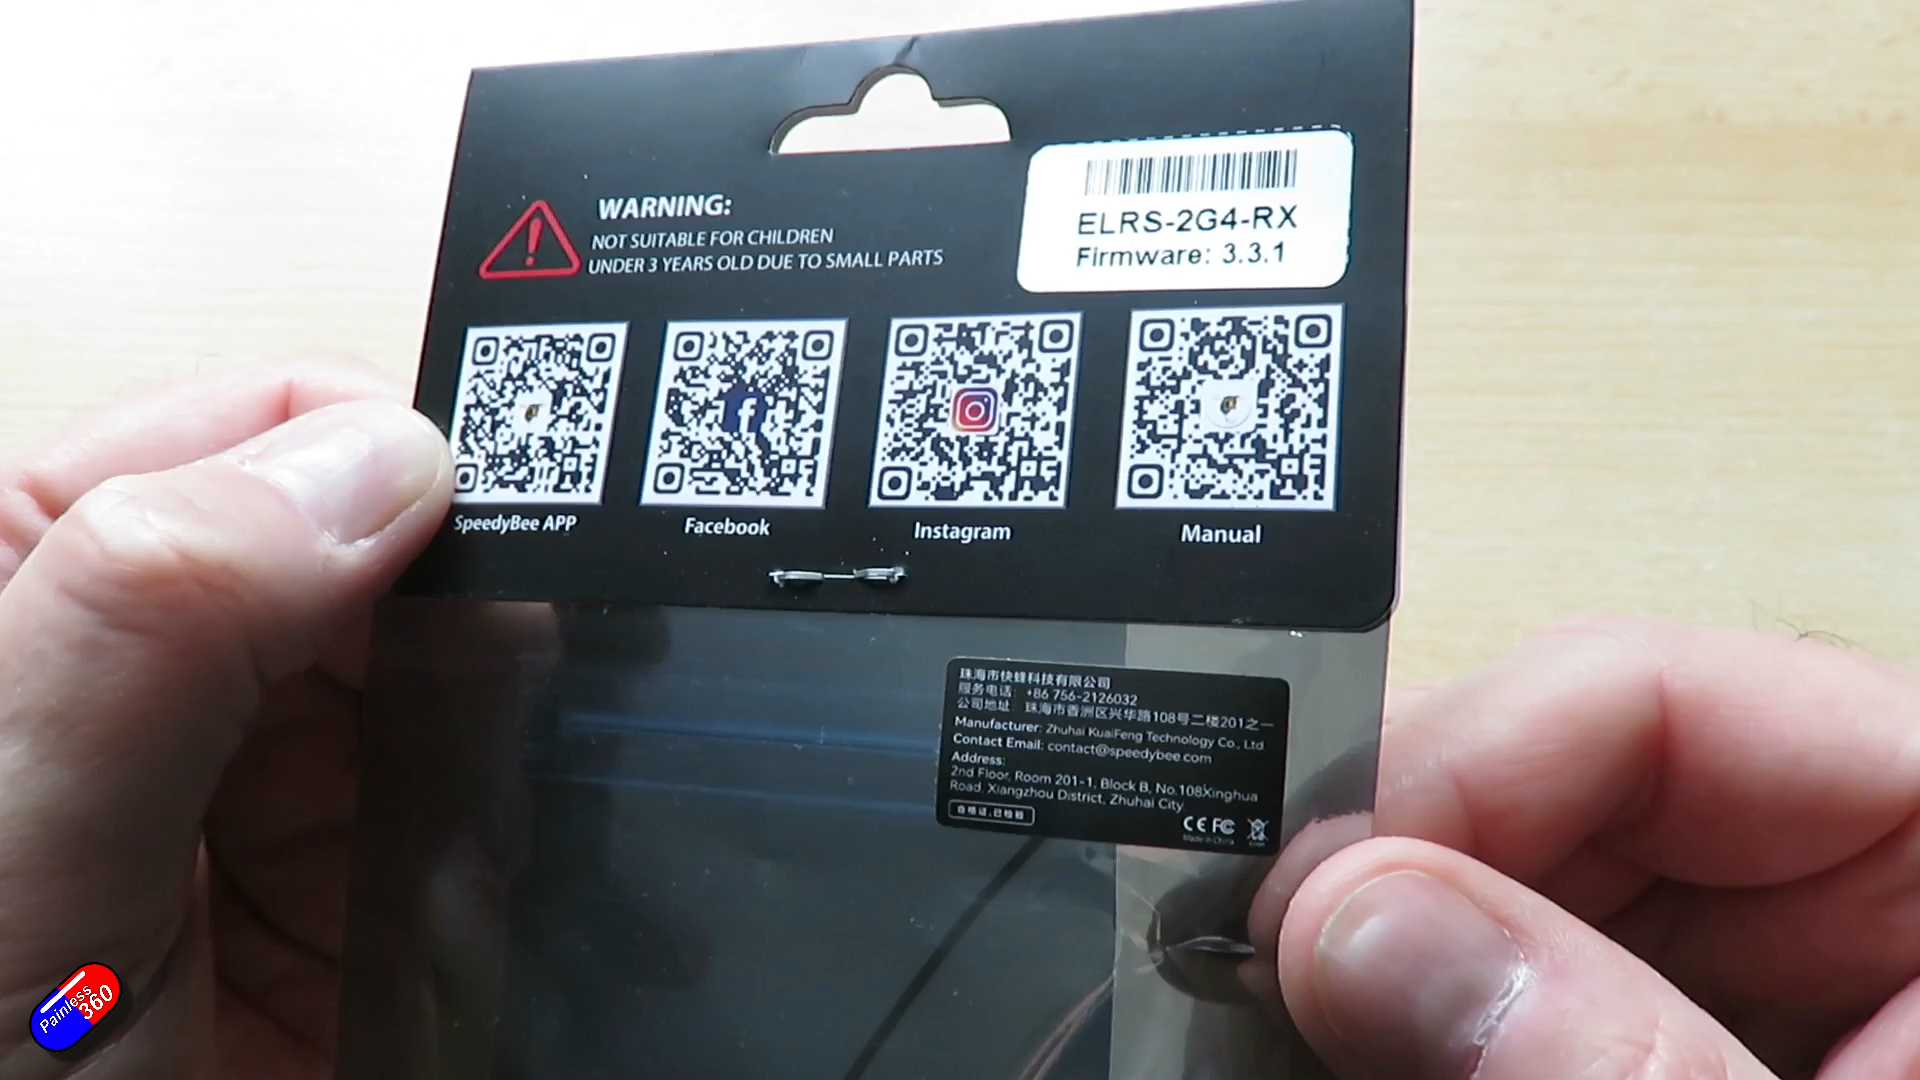 WARNING:
NOT SUITABLE FOR CHILDREN
UNDER 3 YEARS OLD DUE TO SMALL PARTS
ELRS-2G4-RX
Firmware: 3.3.1
SpeedyBee APP
Facebook
Instagram
Manual
珠海市快蜂科技有限公司
服务电话: +86 756-2126032
公司地址: 珠海市香洲区兴华路108号二楼201之一
Manufacturer: Zhuhai KuaiFeng Technology Co., Ltd
Contact Email: contact@speedybee.com
Address:
2nd Floor, Room 201-1, Block B, No.108Xinghua
Road, Xiangzhou District, Zhuhai City
合格证,已检验
CE FC
Made in China
Painless
360